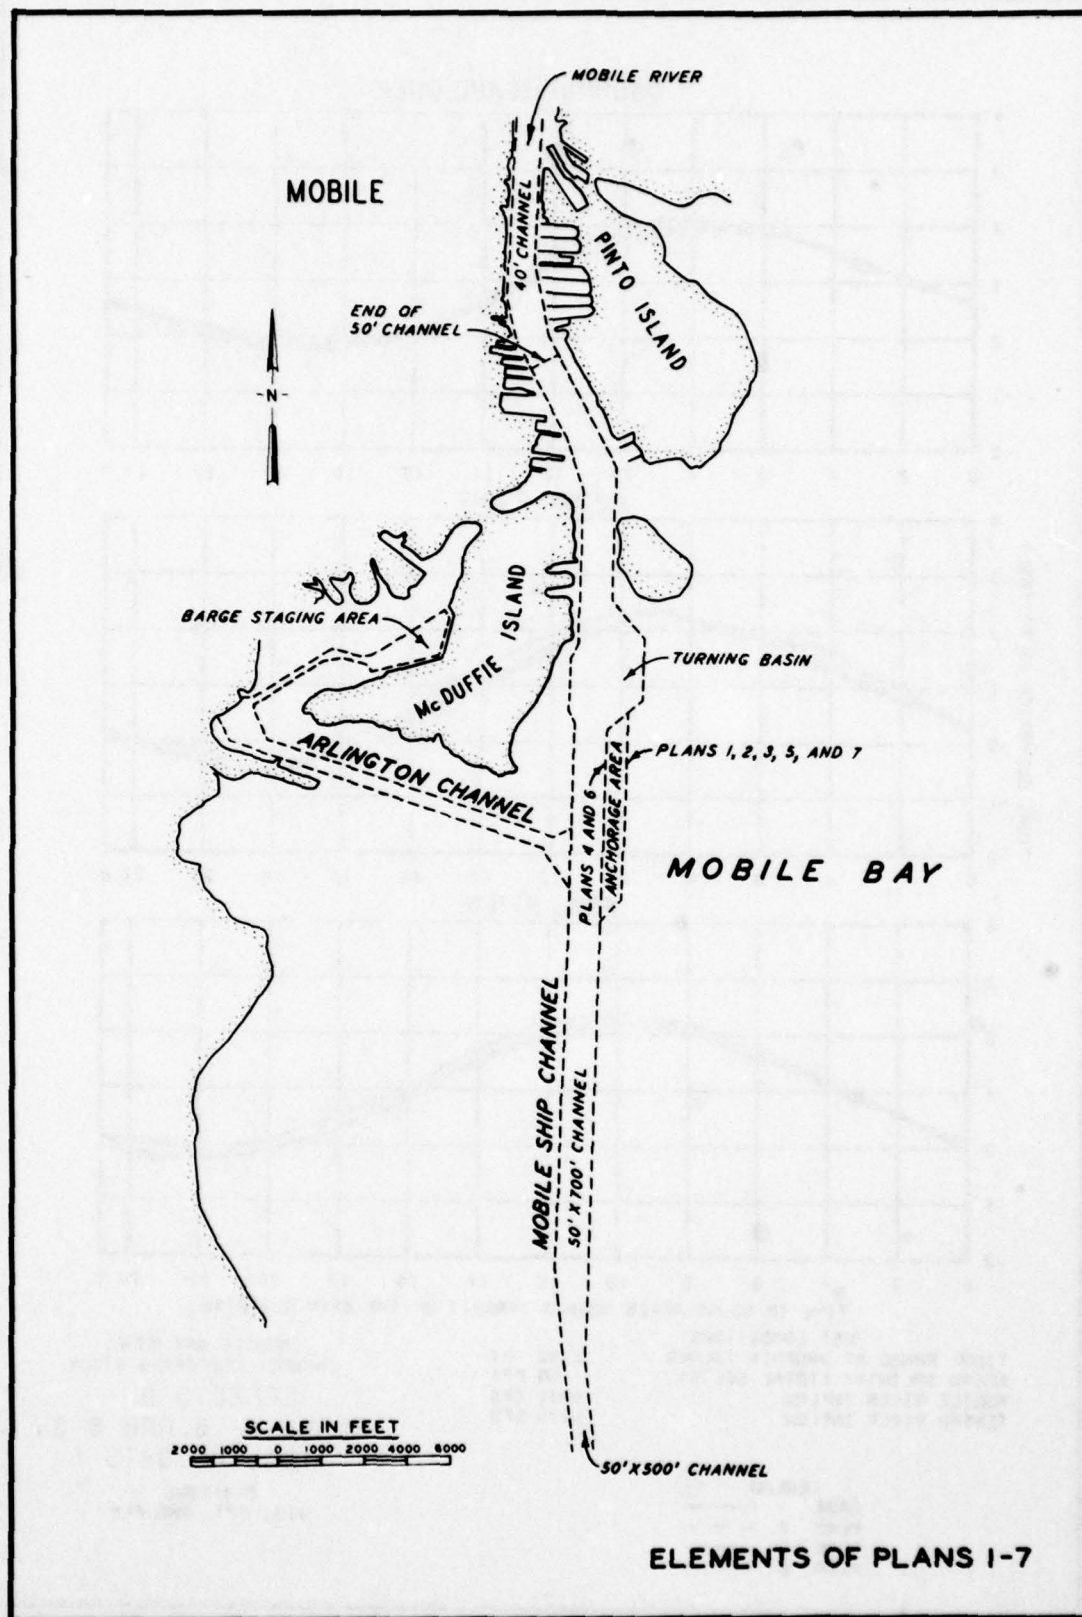 MOBILE RIVER
MOBILE
40' CHANNEL
PINTO ISLAND
END OF
50' CHANNEL
-N-
BARGE STAGING AREA
McDUFFIE ISLAND
TURNING BASIN
ARLINGTON CHANNEL
PLANS 1, 2, 3, 5, AND 7
PLANS 4 AND 6
ANCHORAGE AREA
MOBILE BAY
MOBILE SHIP CHANNEL
50' X 700' CHANNEL
SCALE IN FEET
2000 1000 0 1000 2000 4000 6000
50' X 500' CHANNEL
ELEMENTS OF PLANS 1-7